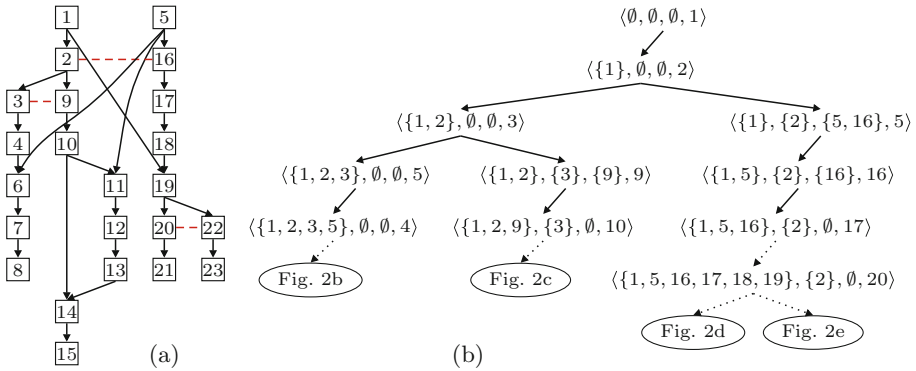 1 5
2 16
3 9 17
4 10 18
6 11 19
7 12 20 22
8 13 21 23
14
15
(a)
⟨∅, ∅, ∅, 1⟩
⟨{1}, ∅, ∅, 2⟩
⟨{1, 2}, ∅, ∅, 3⟩ ⟨{1}, {2}, {5, 16}, 5⟩
⟨{1, 2, 3}, ∅, ∅, 5⟩ ⟨{1, 2}, {3}, {9}, 9⟩ ⟨{1, 5}, {2}, {16}, 16⟩
⟨{1, 2, 3, 5}, ∅, ∅, 4⟩ ⟨{1, 2, 9}, {3}, ∅, 10⟩ ⟨{1, 5, 16}, {2}, ∅, 17⟩
Fig. 2b Fig. 2c ⟨{1, 5, 16, 17, 18, 19}, {2}, ∅, 20⟩
Fig. 2d Fig. 2e
(b)